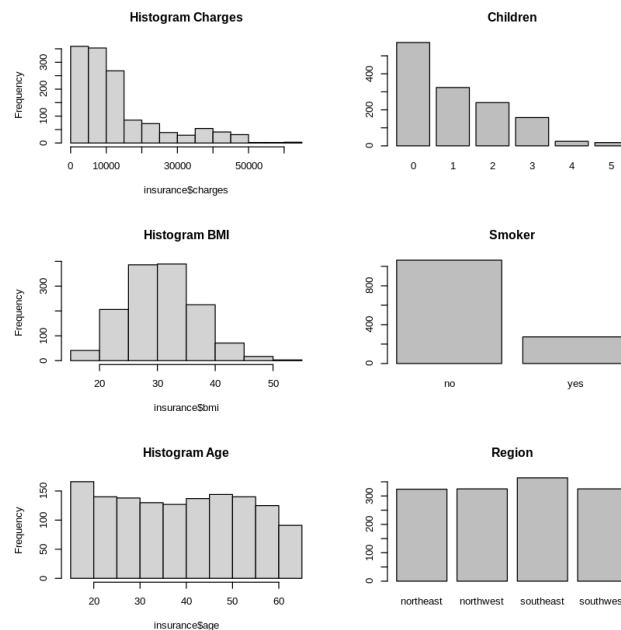 Histogram Charges
Frequency
0 100 200 300
0 10000 30000 50000
insurance$charges
Children
0 200 400
0 1 2 3 4 5
Histogram BMI
Frequency
0 100 300
20 30 40 50
insurance$bmi
Smoker
0 400 800
no yes
Histogram Age
Frequency
0 50 100 150
20 30 40 50 60
insurance$age
Region
0 100 200 300
northeast northwest southeast southwes